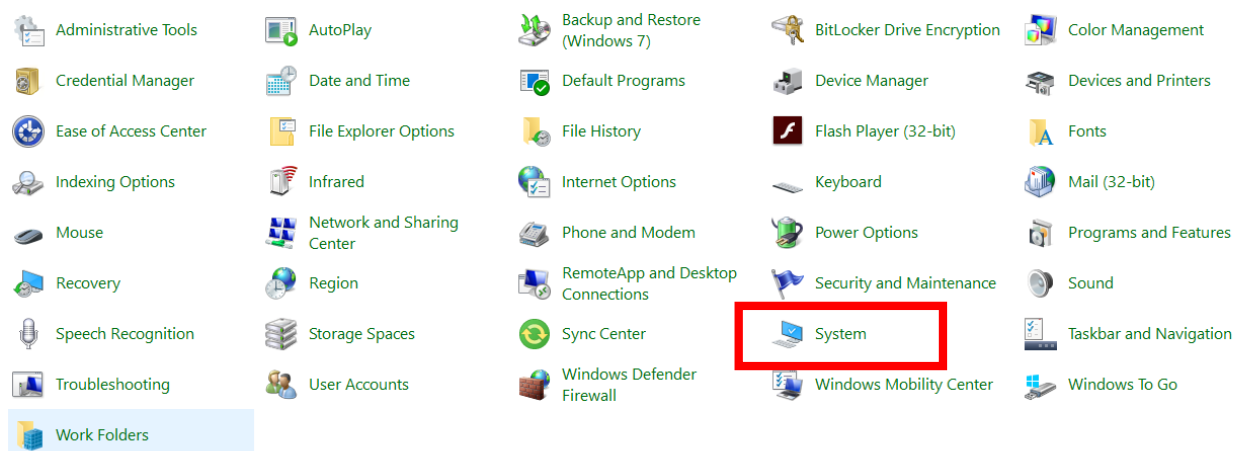 Administrative Tools
AutoPlay
Backup and Restore
(Windows 7)
BitLocker Drive Encryption
Color Management
Credential Manager
Date and Time
Default Programs
Device Manager
Devices and Printers
Ease of Access Center
File Explorer Options
File History
Flash Player (32-bit)
Fonts
Indexing Options
Infrared
Internet Options
Keyboard
Mail (32-bit)
Mouse
Network and Sharing
Center
Phone and Modem
Power Options
Programs and Features
Recovery
Region
RemoteApp and Desktop
Connections
Security and Maintenance
Sound
Speech Recognition
Storage Spaces
Sync Center
System
Taskbar and Navigation
Troubleshooting
User Accounts
Windows Defender
Firewall
Windows Mobility Center
Windows To Go
Work Folders